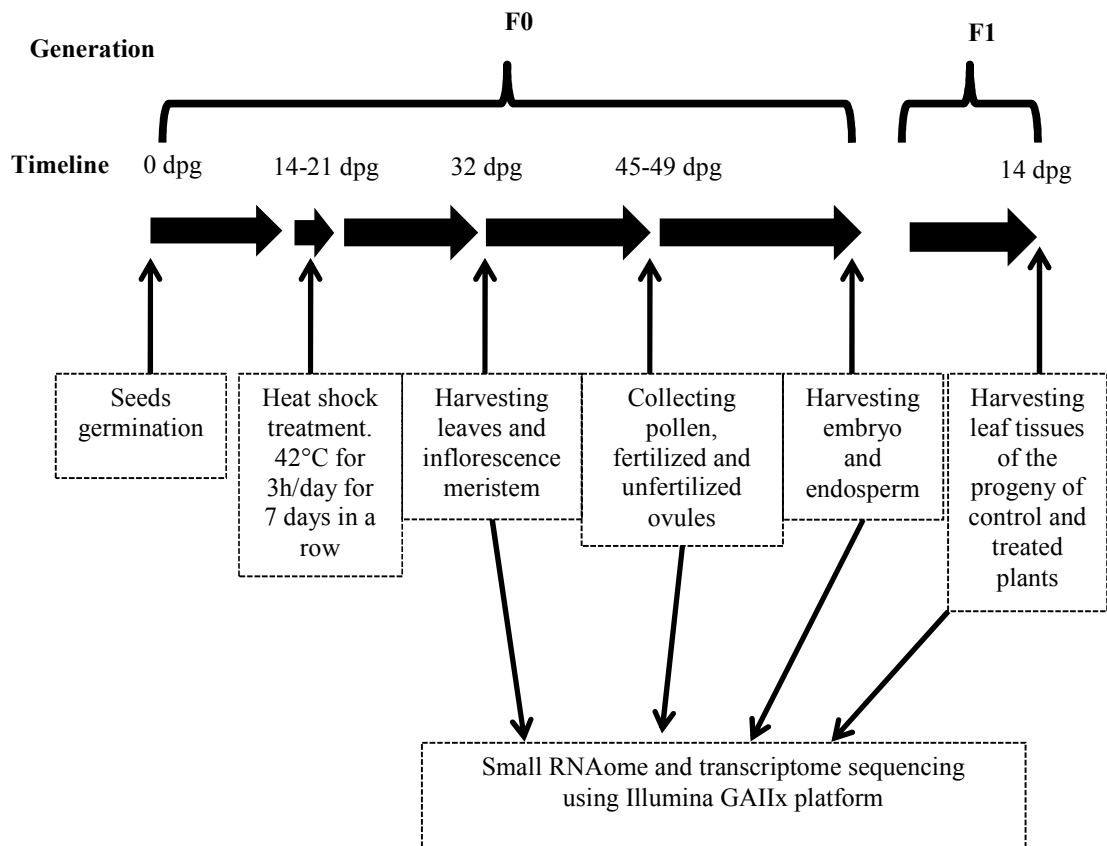 F0
F1
Generation
Timeline
0 dpg
14-21 dpg
32 dpg
45-49 dpg
14 dpg
Seeds
germination
Heat shock
treatment.
42°C for
3h/day for
7 days in a
row
Harvesting
leaves and
inflorescence
meristem
Collecting
pollen,
fertilized and
unfertilized
ovules
Harvesting
embryo
and
endosperm
Harvesting
leaf tissues
of the
progeny of
control and
treated
plants
Small RNAome and transcriptome sequencing
using Illumina GAIIx platform